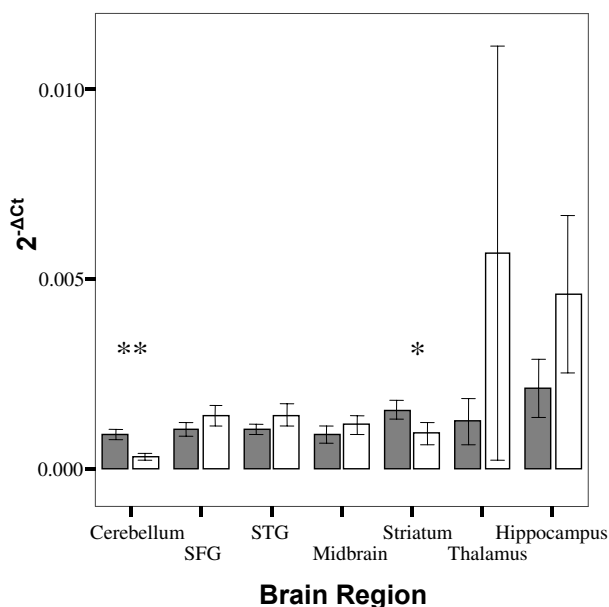 0.010
0.005
0.000
2-ΔCt
**
*
Cerebellum STG Striatum Hippocampus
SFG Midbrain Thalamus
Brain Region